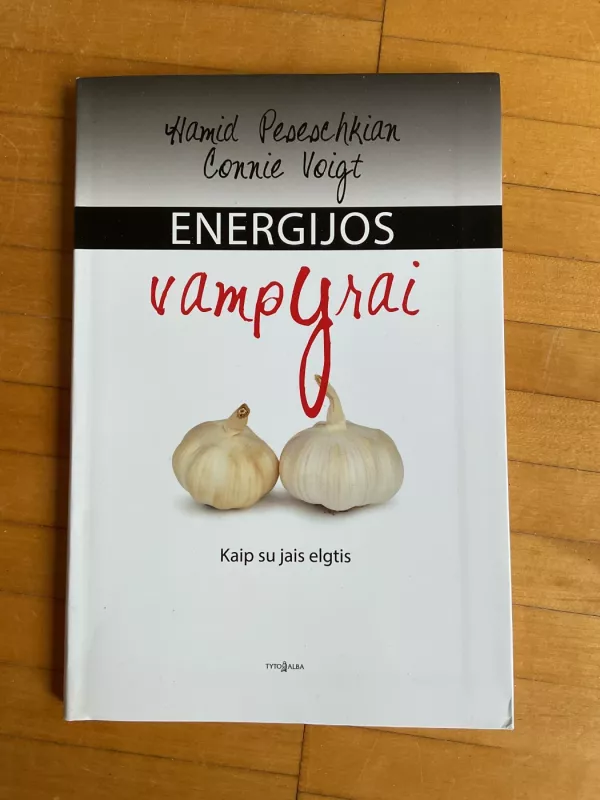 Hamid Peseschkian
Connie Voigt
ENERGIJOS
vampyrai
Kaip su jais elgtis
TYTO ALBA